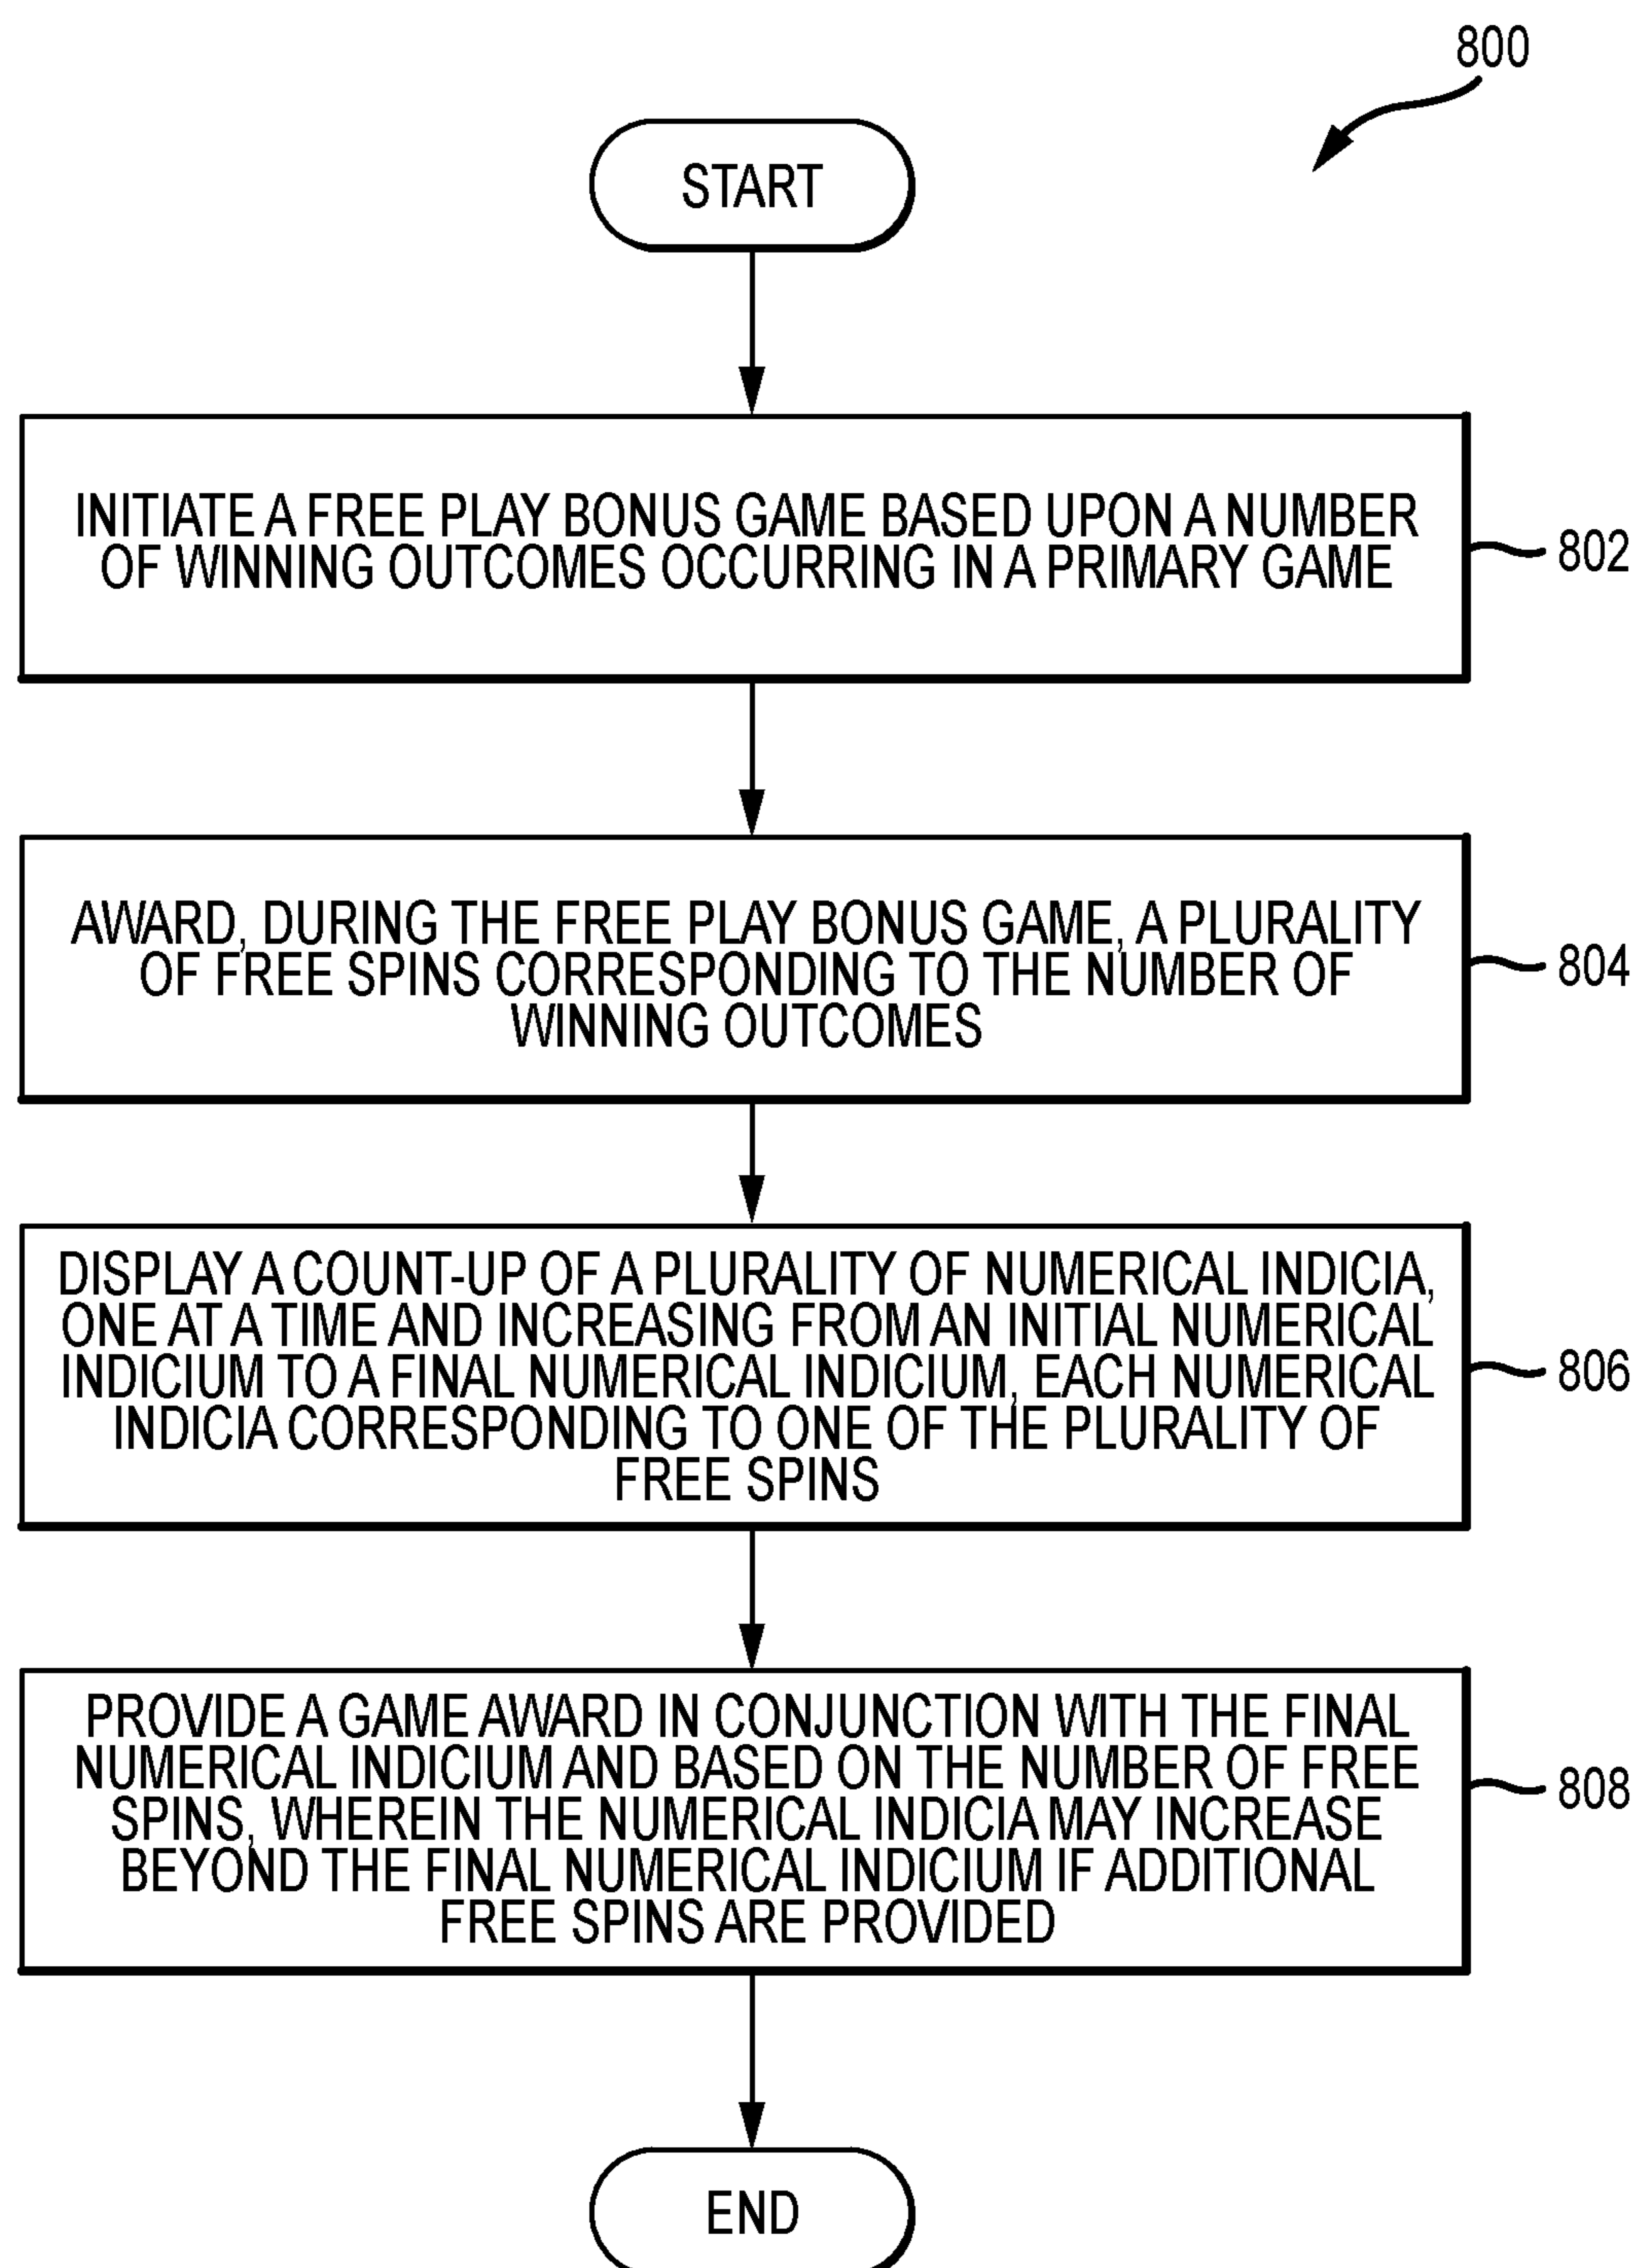 800
START
INITIATE A FREE PLAY BONUS GAME BASED UPON A NUMBER
OF WINNING OUTCOMES OCCURRING IN A PRIMARY GAME
802
AWARD, DURING THE FREE PLAY BONUS GAME, A PLURALITY
OF FREE SPINS CORRESPONDING TO THE NUMBER OF
WINNING OUTCOMES
804
DISPLAY A COUNT-UP OF A PLURALITY OF NUMERICAL INDICIA,
ONE AT A TIME AND INCREASING FROM AN INITIAL NUMERICAL
INDICIUM TO A FINAL NUMERICAL INDICIUM, EACH NUMERICAL
INDICIA CORRESPONDING TO ONE OF THE PLURALITY OF
FREE SPINS
806
PROVIDE A GAME AWARD IN CONJUNCTION WITH THE FINAL
NUMERICAL INDICIUM AND BASED ON THE NUMBER OF FREE
SPINS, WHEREIN THE NUMERICAL INDICIA MAY INCREASE
BEYOND THE FINAL NUMERICAL INDICIUM IF ADDITIONAL
FREE SPINS ARE PROVIDED
808
END